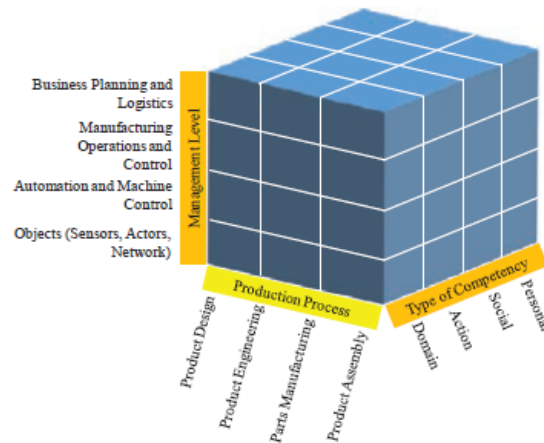 Business Planning and
Logistics
Manufacturing
Operations and
Control
Automation and Machine
Control
Objects (Sensors, Actors,
Network)
Management Level
Production Process
Type of Competency
Product Design
Product Engineering
Parts Manufacturing
Product Assembly
Domain
Action
Social
Personal